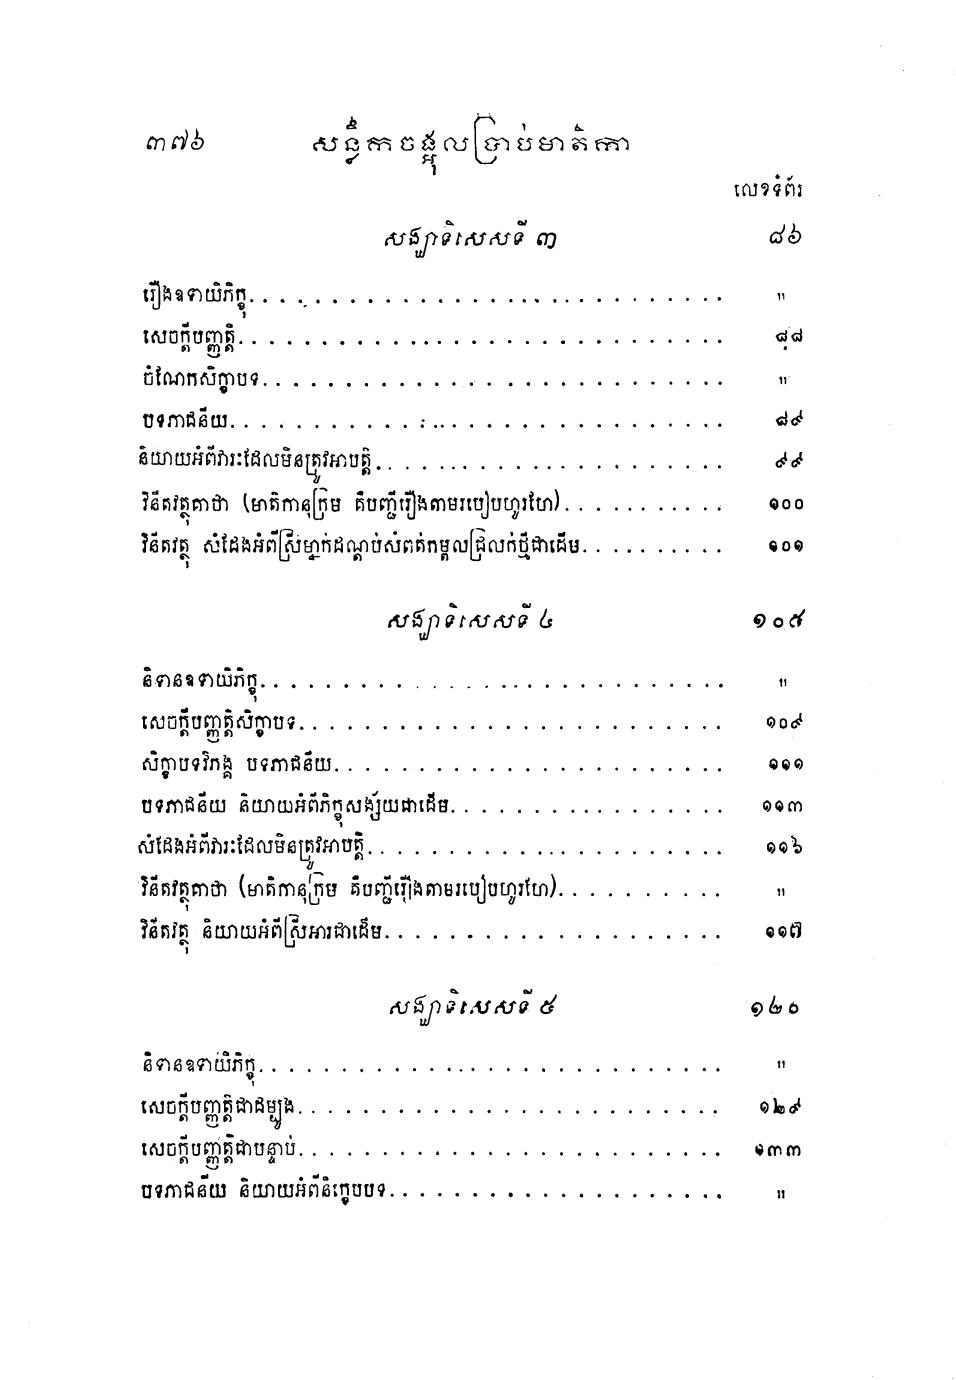 ៣៧៦ សន្លឹកចង្អុលប្រាប់មាតិកា
លេខទំព័រ
សង្ឃាទិសេសទី ៣ ៨៦
រឿងឧទាយិភិក្ខុ. . . . . . . . . . . . . . . . . . . . . . . . "
សេចក្តីបញ្ញត្តិ. . . . . . . . . . . . . . . . . . . . . . . . ៨៨
ចំណែកសិក្ខាបទ. . . . . . . . . . . . . . . . . . . . . . . "
បទភាជនីយ. . . . . . . . . . . . . . . . . . . . . . . . ៨៩
និយាយអំពីវារៈដែលមិនត្រូវអាបត្តិ. . . . . . . . . . . . . . . . . ៩៩
វិនីតវត្ថុគាថា (មាតិកានុក្រម គឺបញ្ជីរឿងតាមរបៀបហូរហែ). . . . . . . . ១០០
វិនីតវត្ថុ សំដែងអំពីស្រីម្នាក់ដណ្តប់សំពត់កម្ពលជ្រលក់ថ្មីជាដើម. . . . . . . ១០១
សង្ឃាទិសេសទី ៤ ១០៥
និទានឧទាយិភិក្ខុ. . . . . . . . . . . . . . . . . . . . . . . "
សេចក្តីបញ្ញត្តិសិក្ខាបទ. . . . . . . . . . . . . . . . . . . . . ១០៩
សិក្ខាបទវិភង្គ បទភាជនីយ. . . . . . . . . . . . . . . . . . . ១១១
បទភាជនីយ និយាយអំពីភិក្ខុសង្ស័យជាដើម. . . . . . . . . . . . . ១១៣
សំដែងអំពីវារៈដែលមិនត្រូវអាបត្តិ. . . . . . . . . . . . . . . . . ១១៦
វិនីតវត្ថុគាថា (មាតិកានុក្រម គឺបញ្ជីរឿងតាមរបៀបហូរហែ). . . . . . . . "
វិនីតវត្ថុ និយាយអំពីស្រីអារជាដើម. . . . . . . . . . . . . . . . . ១១៧
សង្ឃាទិសេសទី ៥ ១២០
និទានឧទាយិភិក្ខុ. . . . . . . . . . . . . . . . . . . . . . . "
សេចក្តីបញ្ញត្តិជាដម្បូង. . . . . . . . . . . . . . . . . . . . . ១២៩
សេចក្តីបញ្ញត្តិជាបន្ទាប់. . . . . . . . . . . . . . . . . . . . . ១៣៣
បទភាជនីយ និយាយអំពីនិក្ខេបបទ. . . . . . . . . . . . . . . . . "